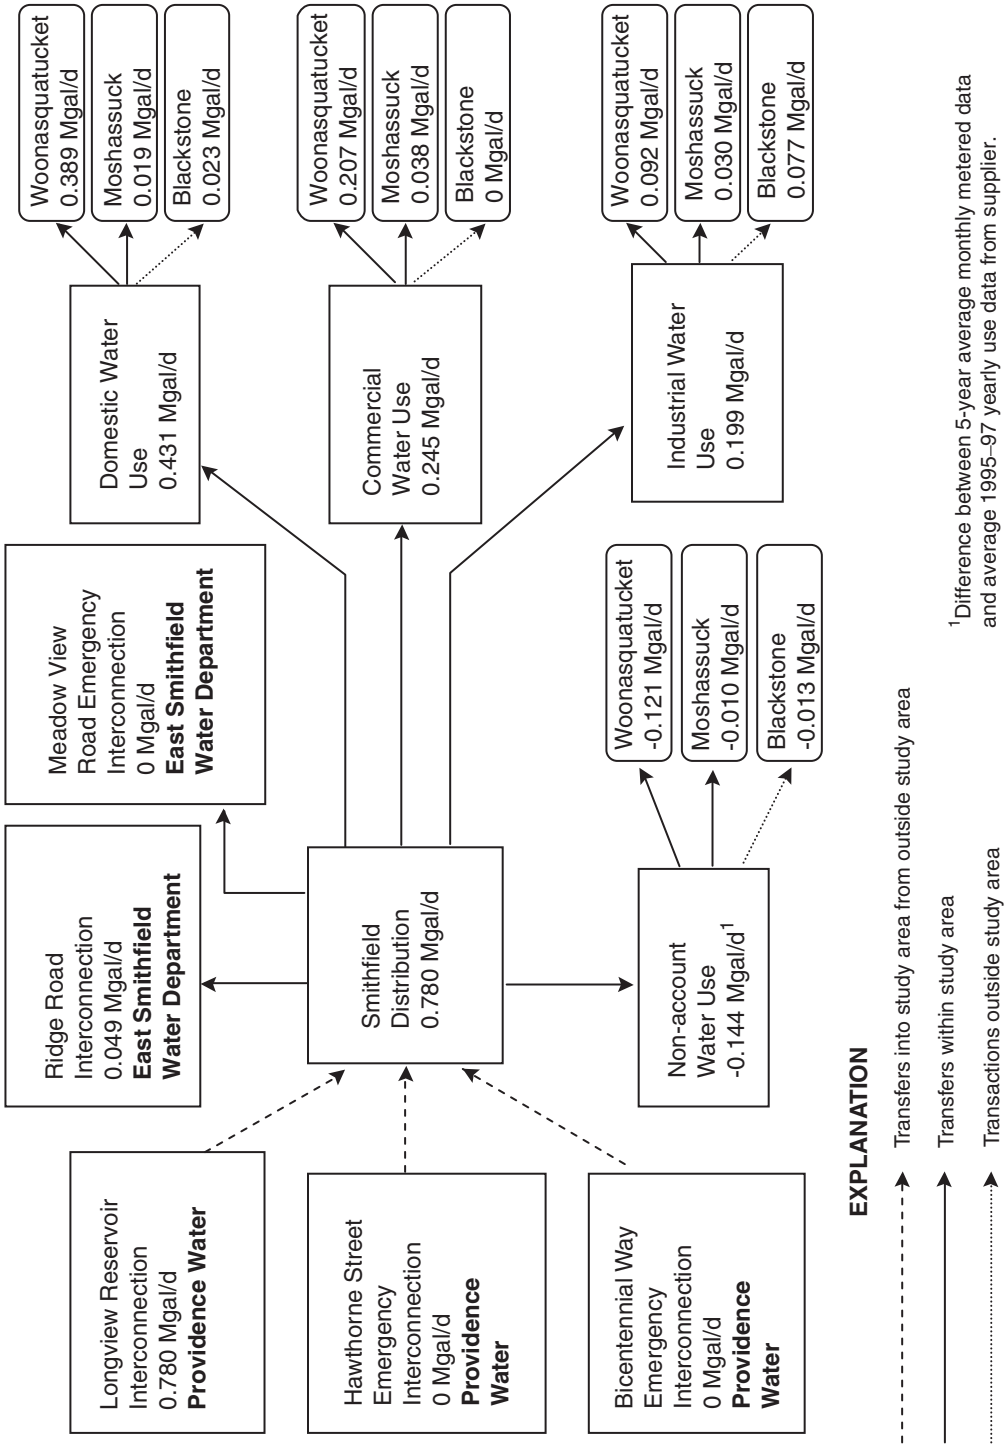 Longview Reservoir
Interconnection
0.780 Mgal/d
Providence Water
Hawthorne Street
Emergency
Interconnection
0 Mgal/d
Providence
Water
Bicentennial Way
Emergency
Interconnection
0 Mgal/d
Providence
Water
Ridge Road
Interconnection
0.049 Mgal/d
East Smithfield
Water Department
Meadow View
Road Emergency
Interconnection
0 Mgal/d
East Smithfield
Water Department
Smithfield
Distribution
0.780 Mgal/d
Non-account
Water Use
-0.144 Mgal/d¹
Woonasquatucket
-0.121 Mgal/d
Moshassuck
-0.010 Mgal/d
Blackstone
-0.013 Mgal/d
Domestic Water
Use
0.431 Mgal/d
Woonasquatucket
0.389 Mgal/d
Moshassuck
0.019 Mgal/d
Blackstone
0.023 Mgal/d
Commercial
Water Use
0.245 Mgal/d
Woonasquatucket
0.207 Mgal/d
Moshassuck
0.038 Mgal/d
Blackstone
0 Mgal/d
Industrial Water
Use
0.199 Mgal/d
Woonasquatucket
0.092 Mgal/d
Moshassuck
0.030 Mgal/d
Blackstone
0.077 Mgal/d
EXPLANATION
Transfers into study area from outside study area
Transfers within study area
Transactions outside study area
¹Difference between 5-year average monthly metered data
and average 1995–97 yearly use data from supplier.